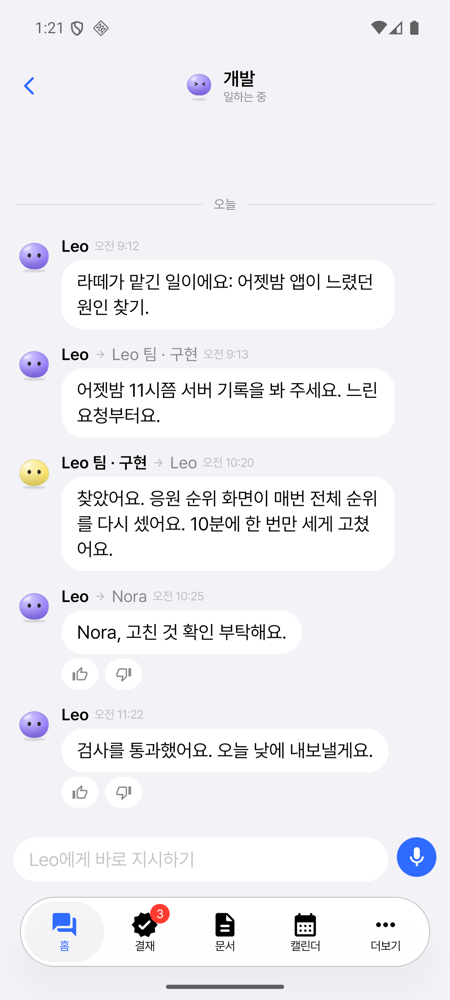 1:21
개발
일하는 중
오늘
Leo 오전 9:12
라떼가 맡긴 일이에요: 어젯밤 앱이 느렸던
원인 찾기.
Leo → Leo 팀 · 구현 오전 9:13
어젯밤 11시쯤 서버 기록을 봐 주세요. 느린
요청부터요.
Leo 팀 · 구현 → Leo 오전 10:20
찾았어요. 응원 순위 화면이 매번 전체 순위
를 다시 셌어요. 10분에 한 번만 세게 고쳤
어요.
Leo → Nora 오전 10:25
Nora, 고친 것 확인 부탁해요.
Leo 오전 11:22
검사를 통과했어요. 오늘 낮에 내보낼게요.
Leo에게 바로 지시하기
3
홈 결재 문서 캘린더 더보기